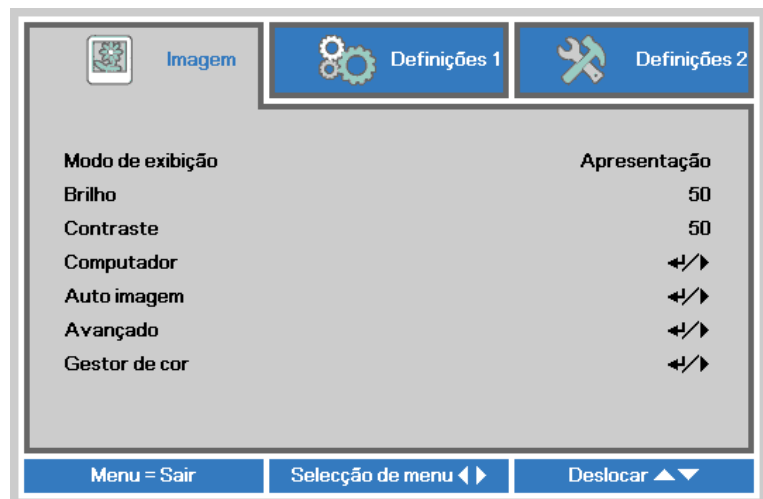 Imagem Definições 1 Definições 2
Modo de exibição Apresentação
Brilho 50
Contraste 50
Computador
Auto imagem
Avançado
Gestor de cor
Menu = Sair Selecção de menu Deslocar